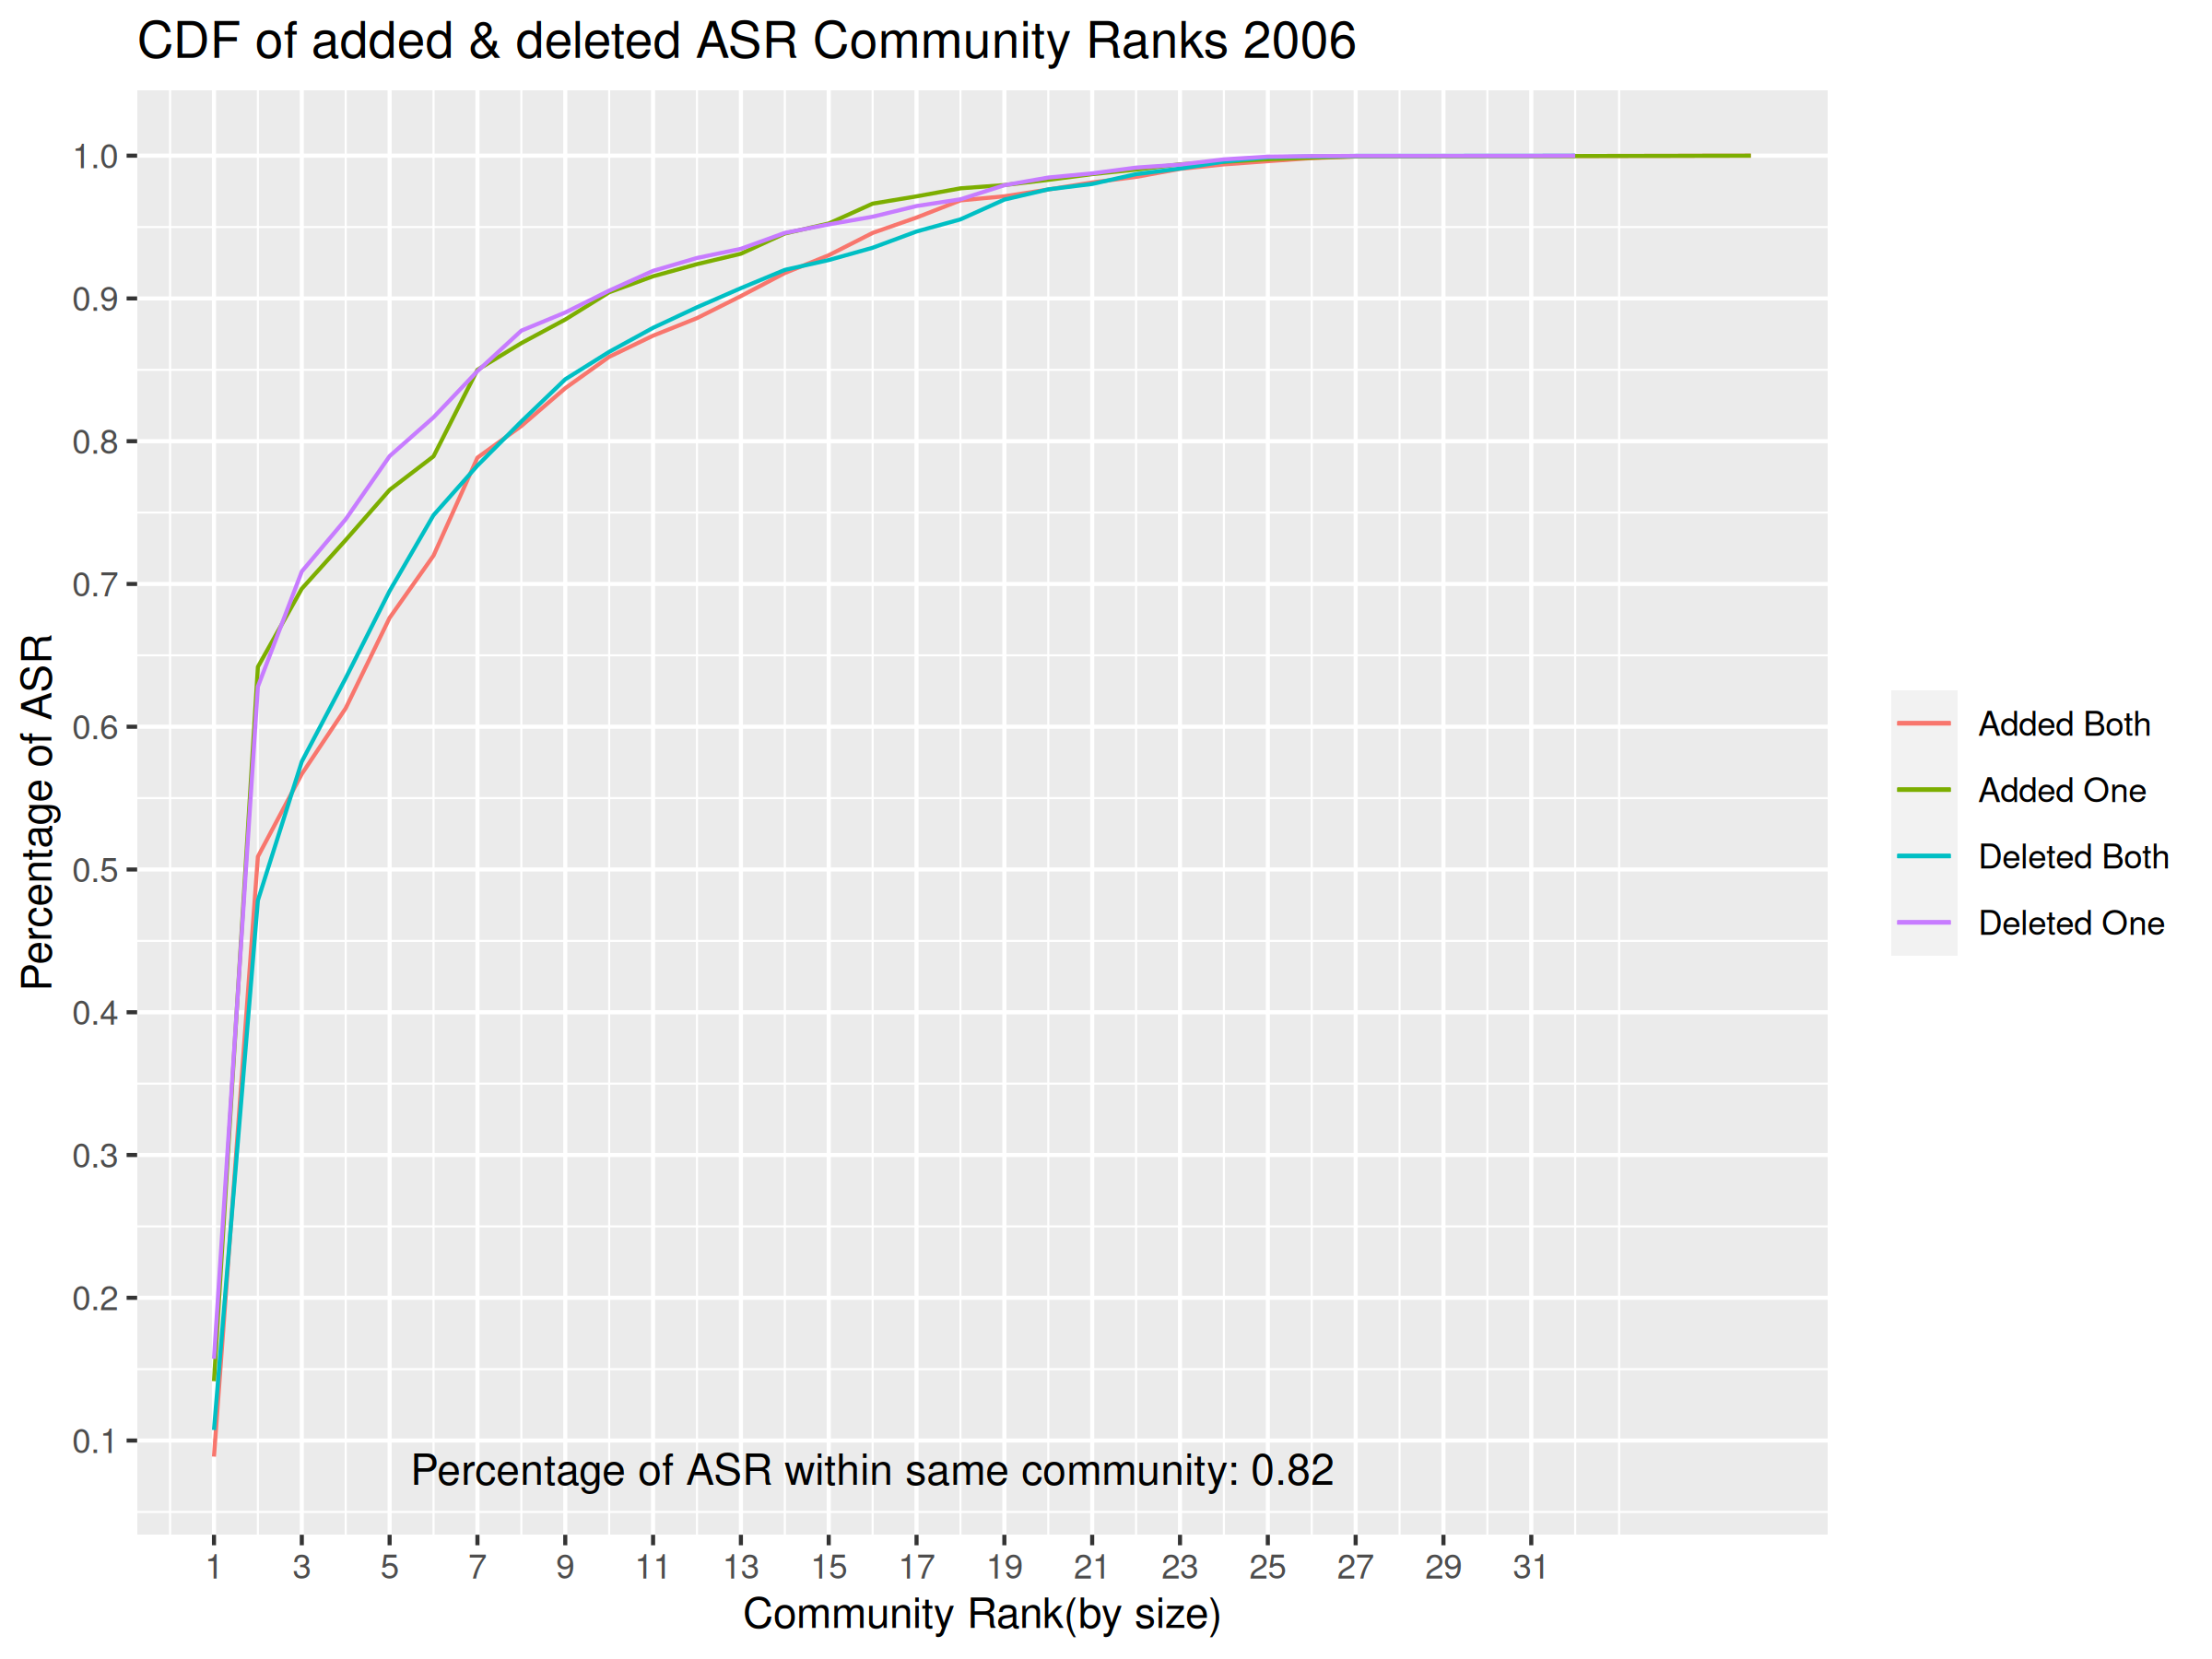 CDF of added & deleted ASR Community Ranks 2006
Percentage of ASR
1.0
0.9
0.8
0.7
0.6
0.5
0.4
0.3
0.2
0.1
Percentage of ASR within same community: 0.82
1 3 5 7 9 11 13 15 17 19 21 23 25 27 29 31
Community Rank(by size)
Added Both
Added One
Deleted Both
Deleted One